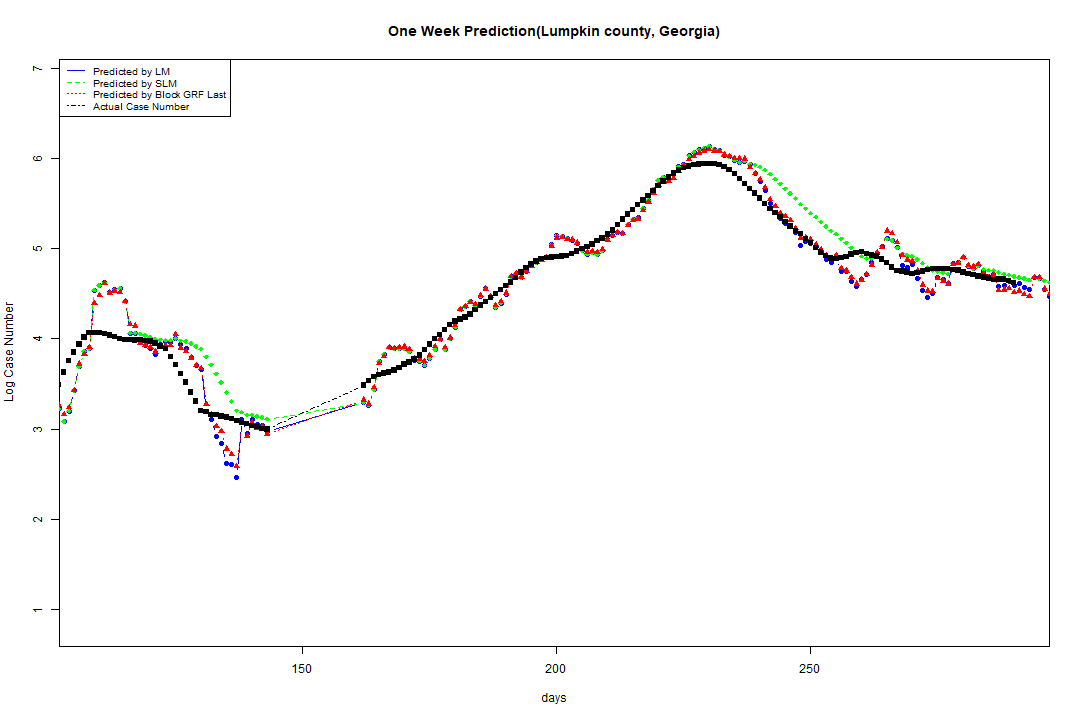 One Week Prediction(Lumpkin county, Georgia)
7
Predicted by LM
Predicted by SLM
Predicted by Block GRF Last
Actual Case Number
6
5
4
3
2
1
Log Case Number
150
200
250
days